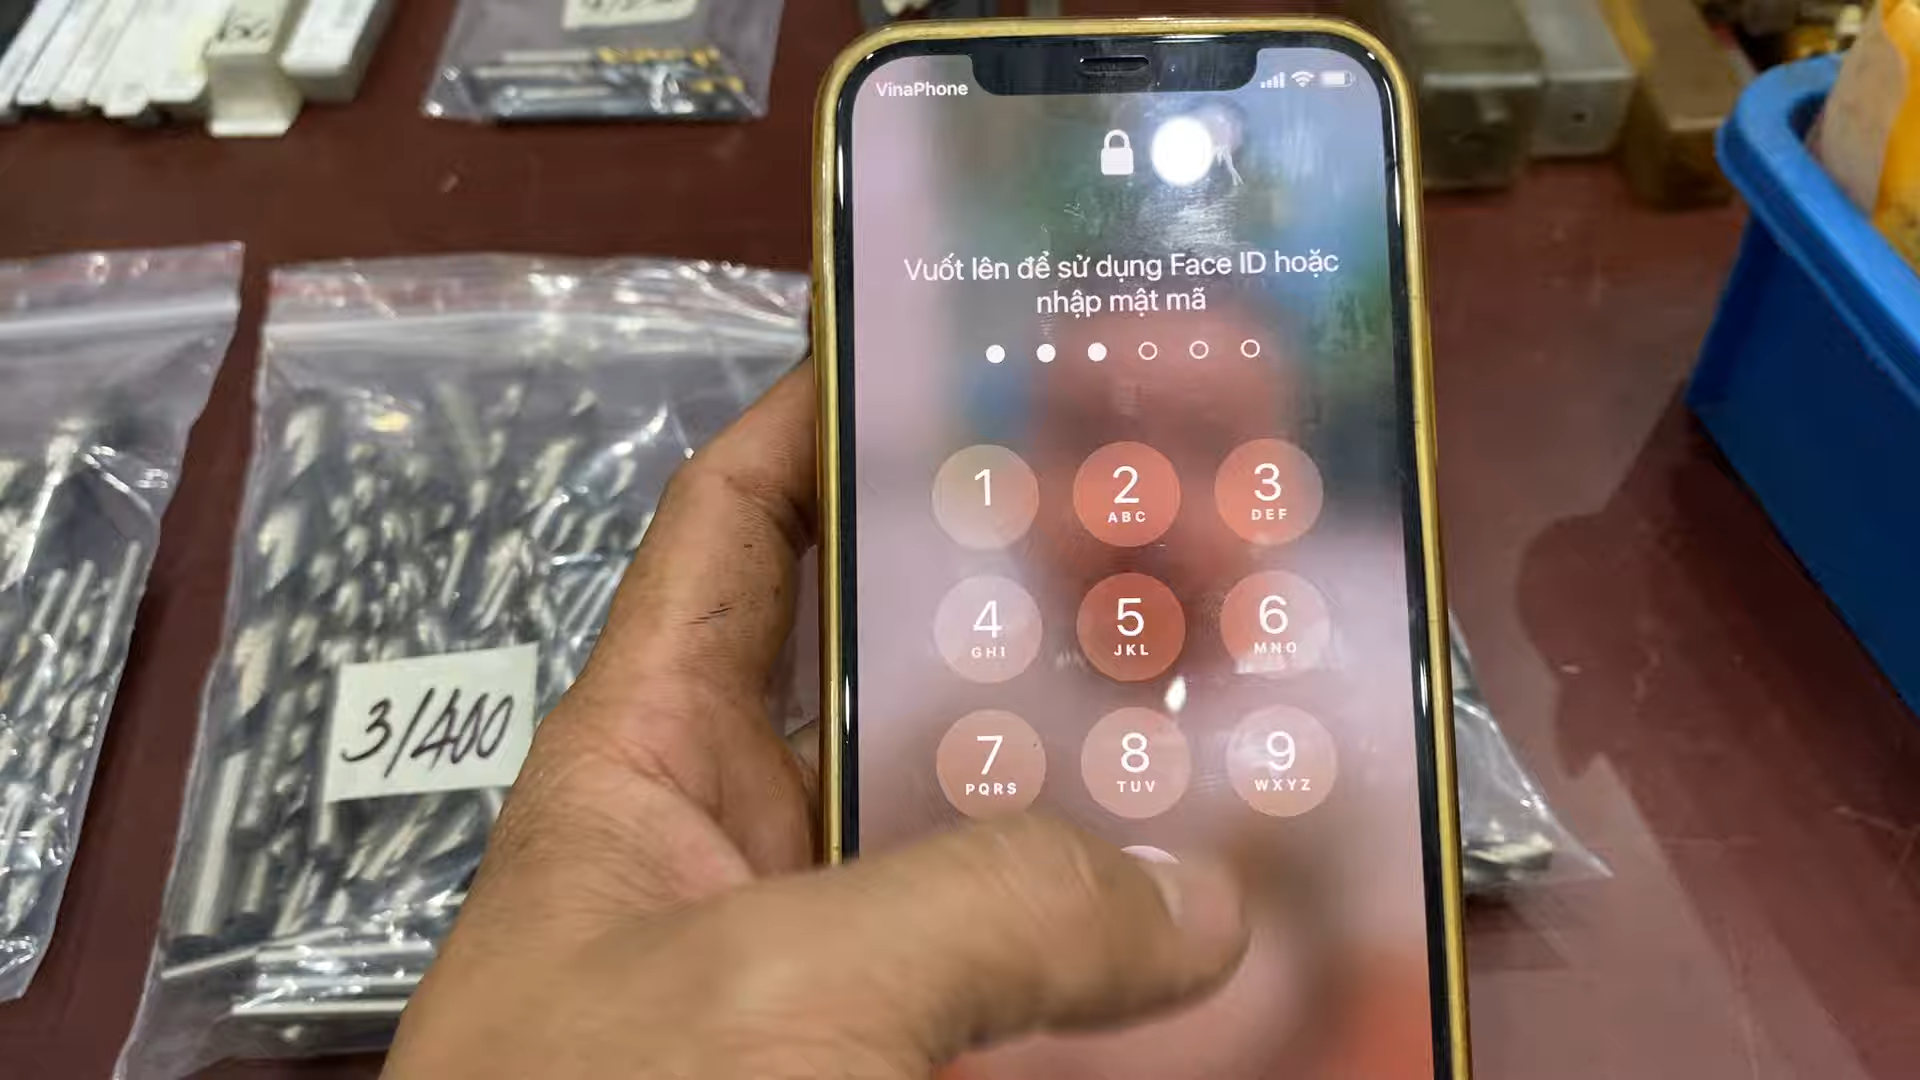 VinaPhone
Vuốt lên để sử dụng Face ID hoặc
nhập mật mã
1
2
ABC
3
DEF
4
GHI
5
JKL
6
MNO
7
PQRS
8
TUV
9
WXYZ
3/400